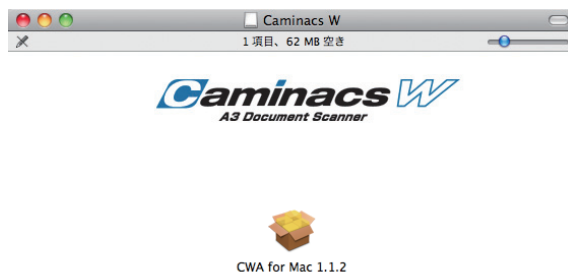 Caminacs W
1 項目、62 MB 空き
Caminacs W
A3 Document Scanner
CWA for Mac 1.1.2